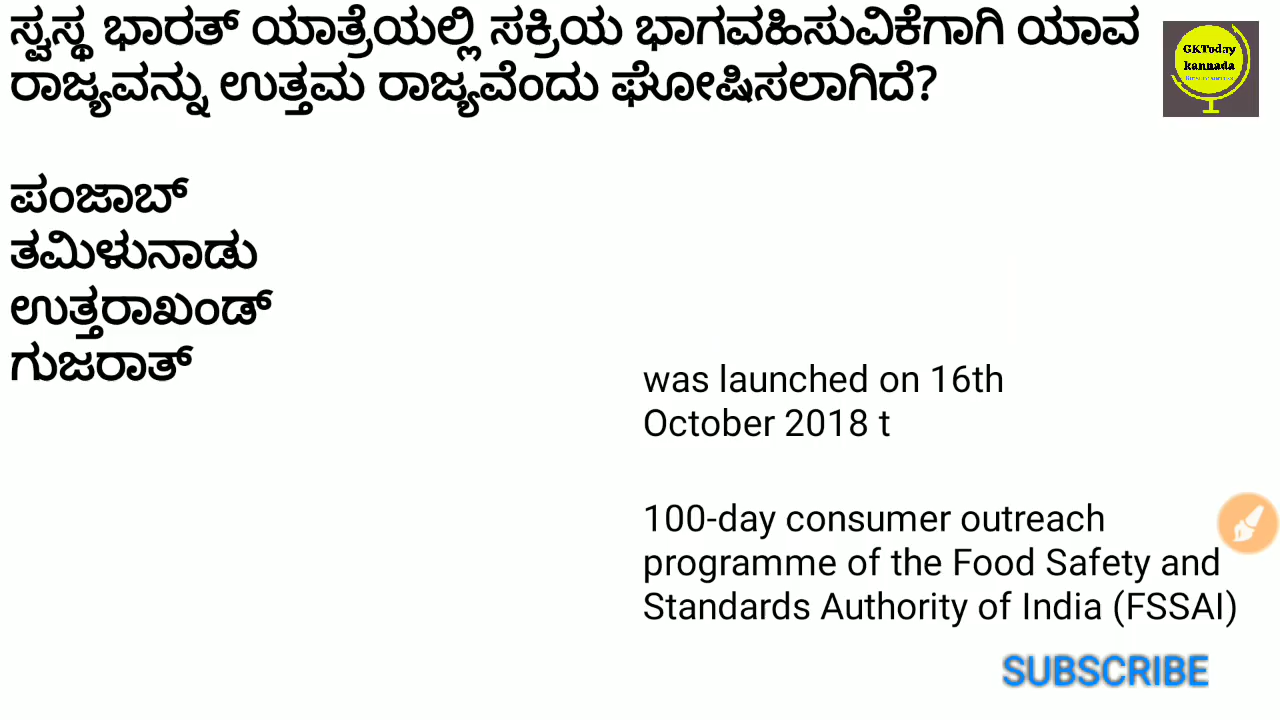 ಸ್ವಸ್ಥ ಭಾರತ್ ಯಾತ್ರೆಯಲ್ಲಿ ಸಕ್ರಿಯ ಭಾಗವಹಿಸುವಿಕೆಗಾಗಿ ಯಾವ
ರಾಜ್ಯವನ್ನು ಉತ್ತಮ ರಾಜ್ಯವೆಂದು ಘೋಷಿಸಲಾಗಿದೆ?
GKToday
kannada
ಪಂಜಾಬ್
ತಮಿಳುನಾಡು
ಉತ್ತರಾಖಂಡ್
ಗುಜರಾತ್
was launched on 16th
October 2018 t
100-day consumer outreach
programme of the Food Safety and
Standards Authority of India (FSSAI)
SUBSCRIBE